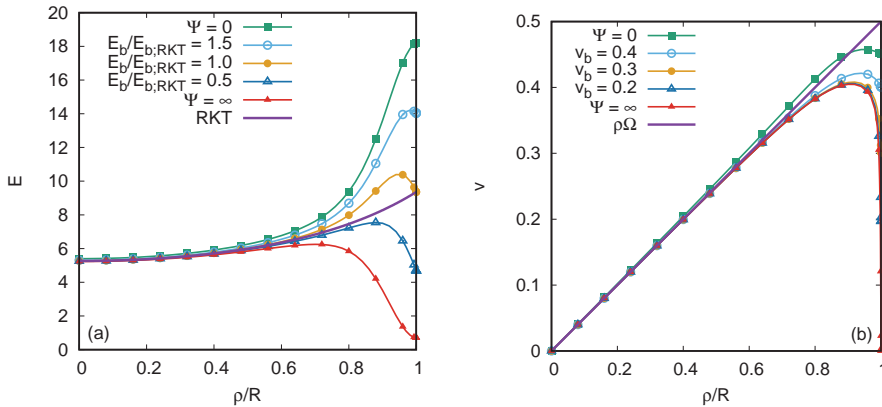 20
18
16
14
12
10
8
6
4
2
0
E
Ψ = 0
E_b/E_b;RKT = 1.5
E_b/E_b;RKT = 1.0
E_b/E_b;RKT = 0.5
Ψ = ∞
RKT
(a)
0 0.2 0.4 0.6 0.8 1
ρ/R
0.5
0.4
0.3
0.2
0.1
0
v
Ψ = 0
v_b = 0.4
v_b = 0.3
v_b = 0.2
Ψ = ∞
ρΩ
(b)
0 0.2 0.4 0.6 0.8 1
ρ/R